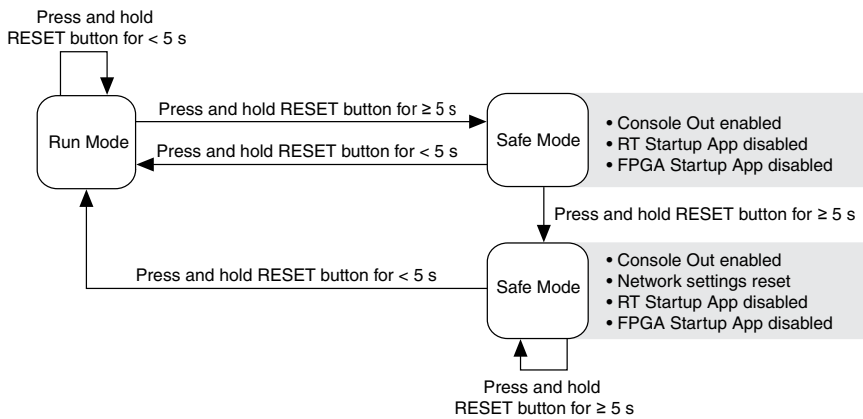 Press and hold
RESET button for < 5 s
Press and hold RESET button for ≥ 5 s
Run Mode
Safe Mode
Press and hold RESET button for < 5 s
• Console Out enabled
• RT Startup App disabled
• FPGA Startup App disabled
Press and hold RESET button for ≥ 5 s
Press and hold RESET button for < 5 s
Safe Mode
• Console Out enabled
• Network settings reset
• RT Startup App disabled
• FPGA Startup App disabled
Press and hold
RESET button for ≥ 5 s